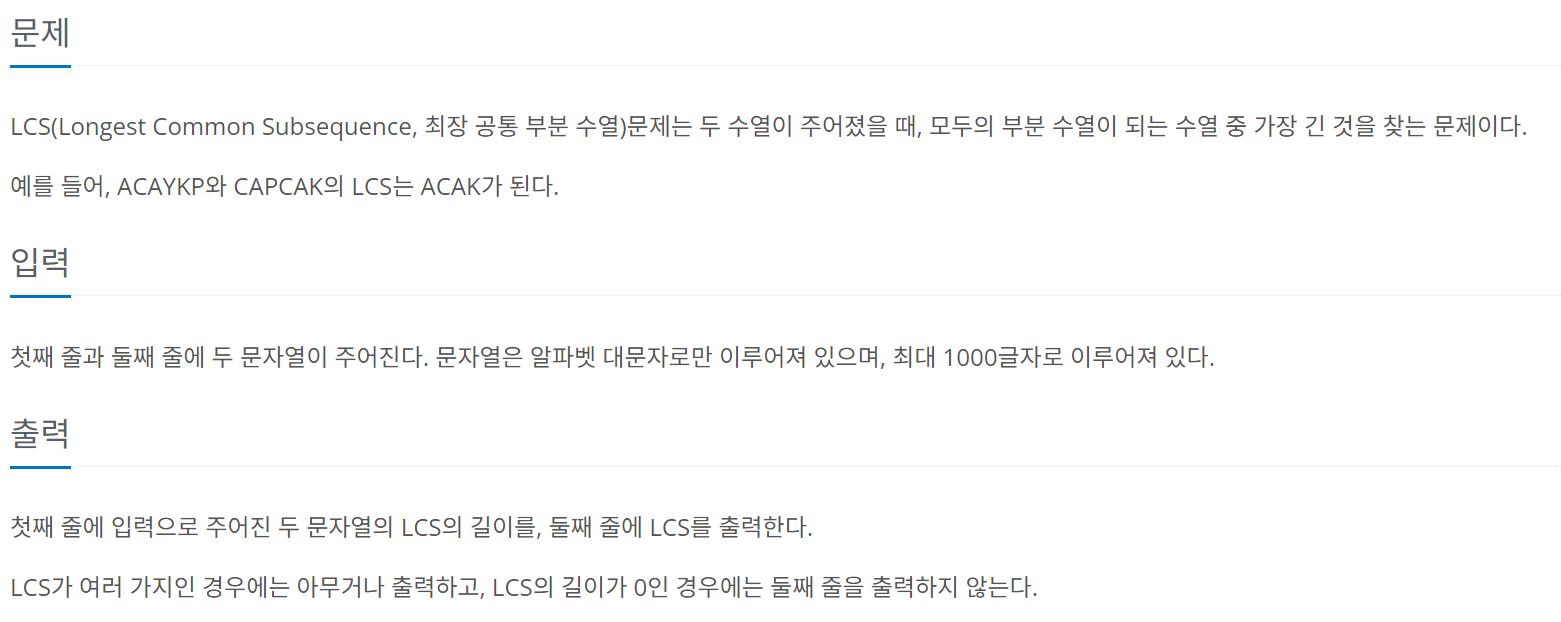 문제
LCS(Longest Common Subsequence, 최장 공통 부분 수열)문제는 두 수열이 주어졌을 때, 모두의 부분 수열이 되는 수열 중 가장 긴 것을 찾는 문제이다.
예를 들어, ACAYKP와 CAPCAK의 LCS는 ACAK가 된다.
입력
첫째 줄과 둘째 줄에 두 문자열이 주어진다. 문자열은 알파벳 대문자로만 이루어져 있으며, 최대 1000글자로 이루어져 있다.
출력
첫째 줄에 입력으로 주어진 두 문자열의 LCS의 길이를, 둘째 줄에 LCS를 출력한다.
LCS가 여러 가지인 경우에는 아무거나 출력하고, LCS의 길이가 0인 경우에는 둘째 줄을 출력하지 않는다.